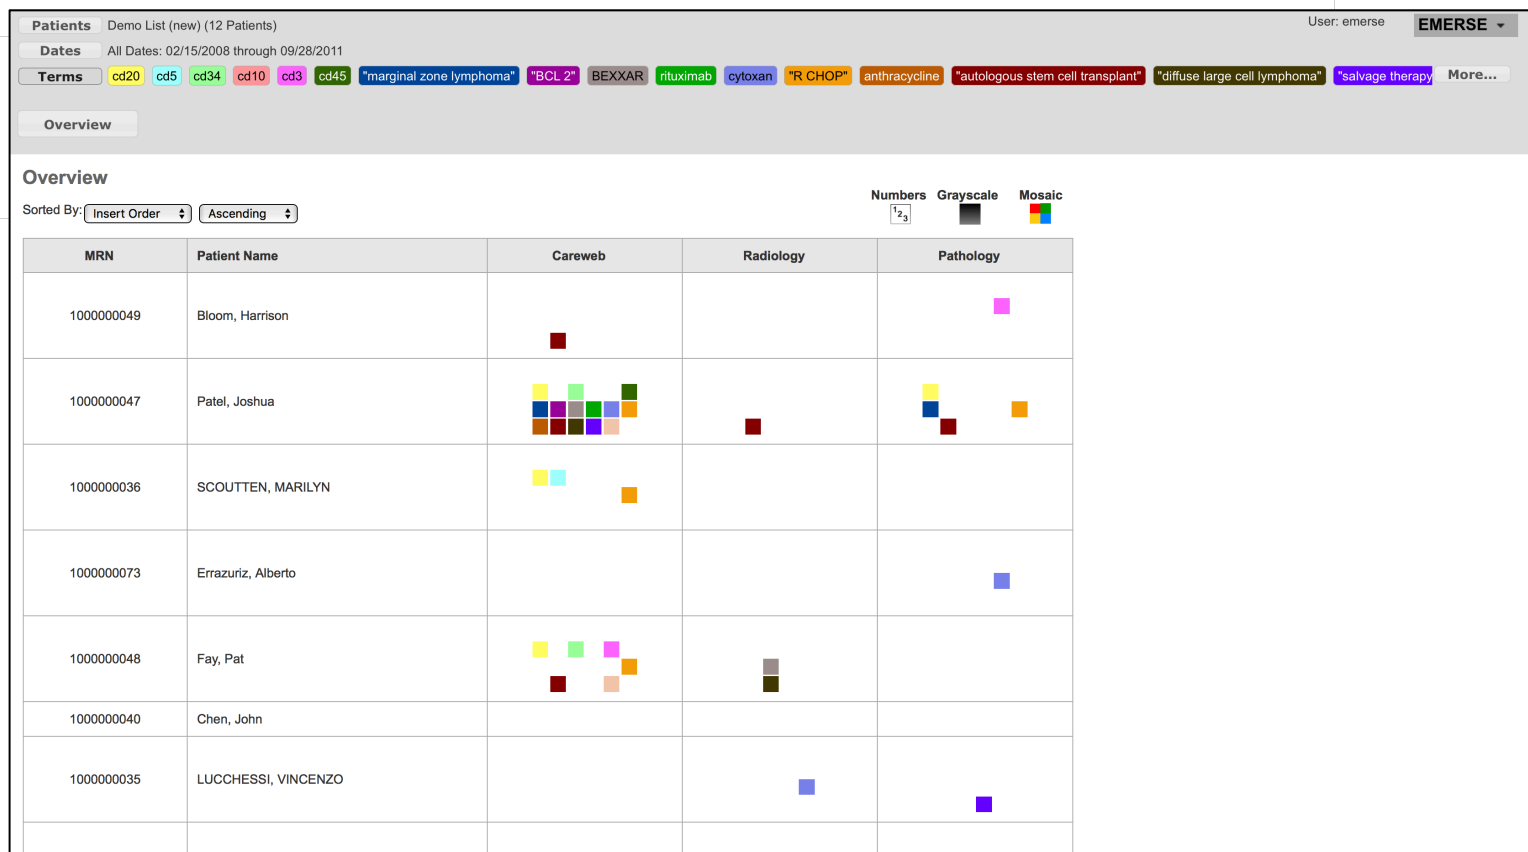 Patients Demo List (new) (12 Patients) User: emerse EMERSE
Dates All Dates: 02/15/2008 through 09/28/2011
Terms cd20 cd5 cd34 cd10 cd3 cd45 "marginal zone lymphoma" "BCL 2" BEXXAR rituximab cytoxan "R CHOP" anthracycline "autologous stem cell transplant" "diffuse large cell lymphoma" "salvage therapy More...
Overview
Overview
Numbers Grayscale Mosaic
Sorted By: Insert Order Ascending 123
MRN Patient Name Careweb Radiology Pathology
1000000049 Bloom, Harrison
1000000047 Patel, Joshua
1000000036 SCOUTTEN, MARILYN
1000000073 Errazuriz, Alberto
1000000048 Fay, Pat
1000000040 Chen, John
1000000035 LUCCHESSI, VINCENZO